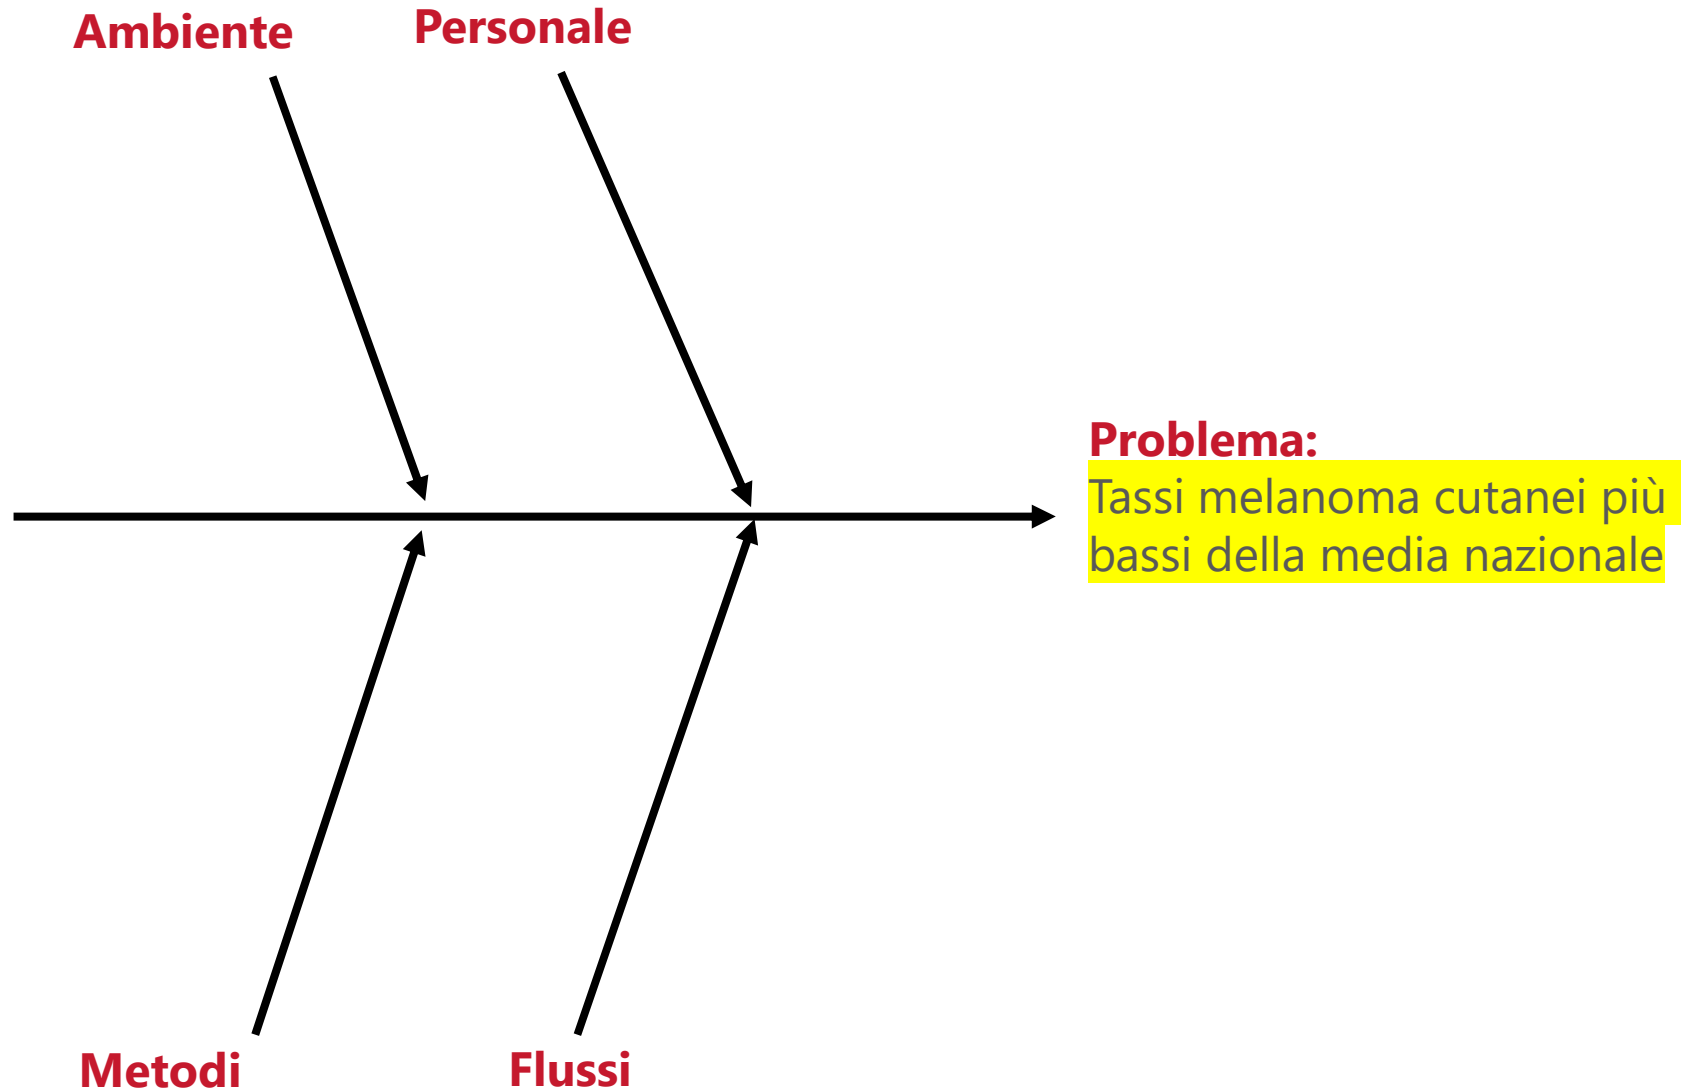 Ambiente
Personale
Problema:
Tassi melanoma cutanei più
bassi della media nazionale
Metodi
Flussi